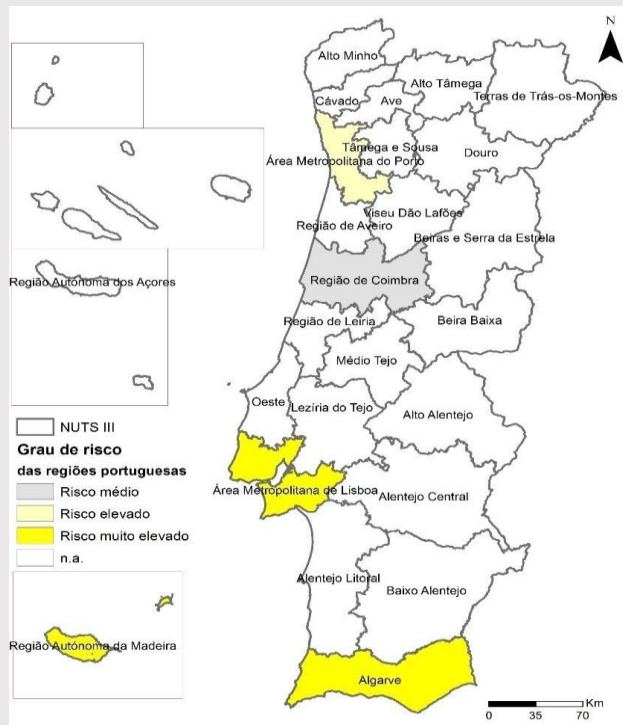 N
Alto Minho
Alto Tâmega
Terras de Trás-os-Montes
Cávado
Ave
Tâmega e Sousa
Douro
Área Metropolitana do Porto
Viseu Dão Lafões
Região de Aveiro
Beiras e Serra da Estrela
Região de Coimbra
Região Autónoma dos Açores
Região de Leiria
Beira Baixa
Médio Tejo
Oeste
Lezíria do Tejo
Alto Alentejo
NUTS III
Grau de risco
das regiões portuguesas
Risco médio
Risco elevado
Risco muito elevado
n.a.
Área Metropolitana de Lisboa
Alentejo Central
Alentejo Litoral
Baixo Alentejo
Região Autónoma da Madeira
Algarve
Km
0 35 70